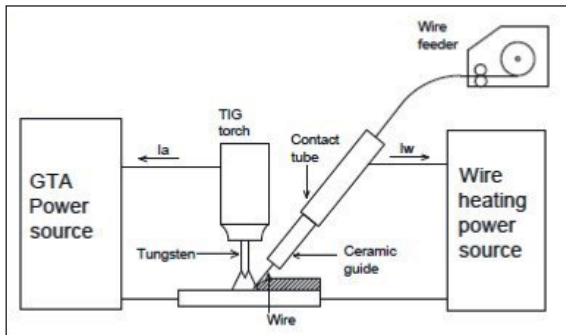 Wire
feeder
TIG
torch
Contact
tube
Ia
Iw
GTA
Power
source
Wire
heating
power
source
Tungsten
Ceramic
guide
Wire